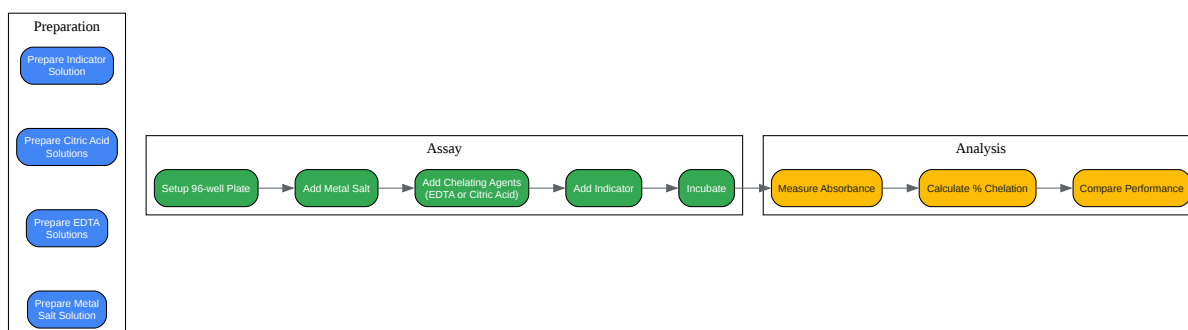 Preparation
Prepare Indicator
Solution
Prepare Citric Acid
Solutions
Prepare EDTA
Solutions
Prepare Metal
Salt Solution
Assay
Setup 96-well Plate
Add Metal Salt
Add Chelating Agents
(EDTA or Citric Acid)
Add Indicator
Incubate
Analysis
Measure Absorbance
Calculate % Chelation
Compare Performance